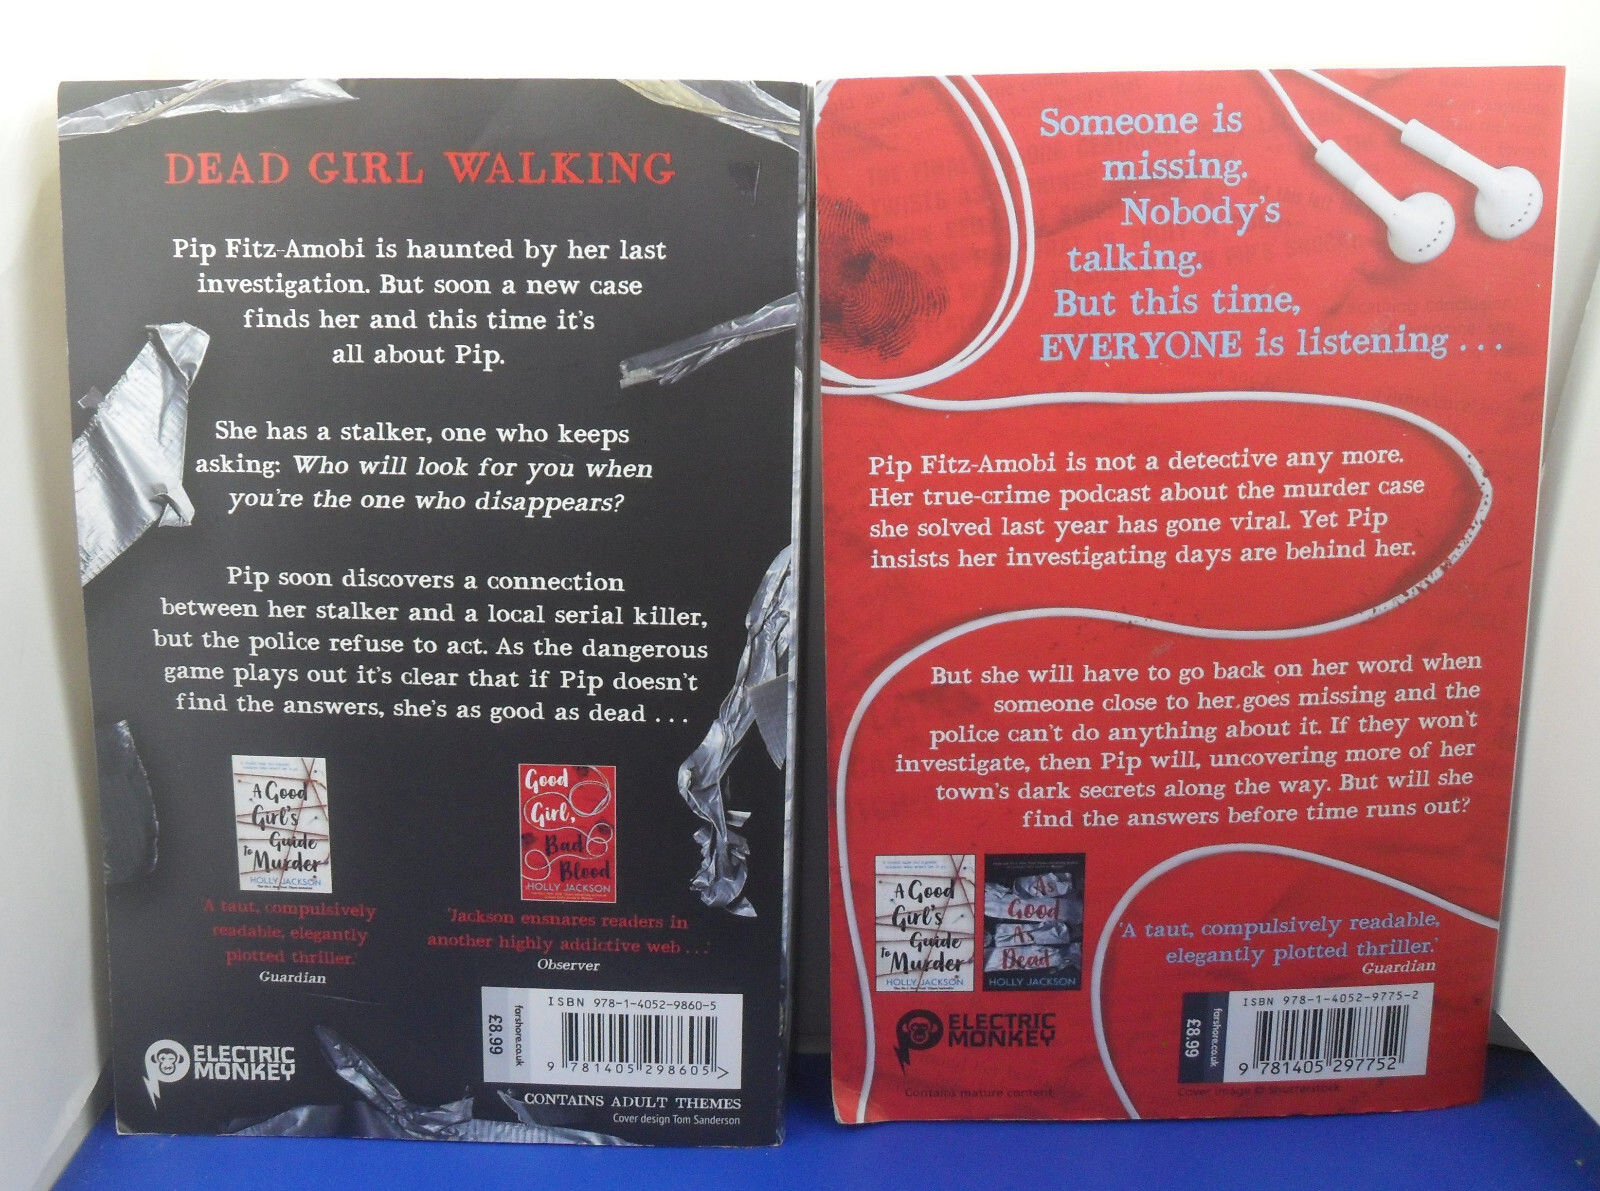 DEAD GIRL WALKING
Pip Fitz-Amobi is haunted by her last
investigation. But soon a new case
finds her and this time it's
all about Pip.
She has a stalker, one who keeps
asking: Who will look for you when
you're the one who disappears?
Pip soon discovers a connection
between her stalker and a local serial killer,
but the police refuse to act. As the dangerous
game plays out it's clear that if Pip doesn't
find the answers, she's as good as dead . . .
A Good
Girl's
Guide
to Murder
HOLLY JACKSON
'A taut, compulsively
readable, elegantly
plotted thriller.'
Guardian
Good
Girl,
Bad
Blood
HOLLY JACKSON
'Jackson ensnares readers in
another highly addictive web . . .'
Observer
ELECTRIC
MONKEY
farshore.co.uk
£8.99
ISBN 978-1-4052-9860-5
9 781405 298605 >
CONTAINS ADULT THEMES
Cover design Tom Sanderson
Someone is
missing.
Nobody's
talking.
But this time,
EVERYONE is listening . . .
Pip Fitz-Amobi is not a detective any more.
Her true-crime podcast about the murder case
she solved last year has gone viral. Yet Pip
insists her investigating days are behind her.
But she will have to go back on her word when
someone close to her goes missing and the
police can't do anything about it. If they won't
investigate, then Pip will, uncovering more of her
town's dark secrets along the way. But will she
find the answers before time runs out?
A Good
Girl's
Guide
to Murder
HOLLY JACKSON
As
Good
As
Dead
HOLLY JACKSON
'A taut, compulsively readable,
elegantly plotted thriller.'
Guardian
ELECTRIC
MONKEY
farshore.co.uk
£8.99
ISBN 978-1-4052-9775-2
9 781405 297752
Contains mature content
Cover image © Shutterstock